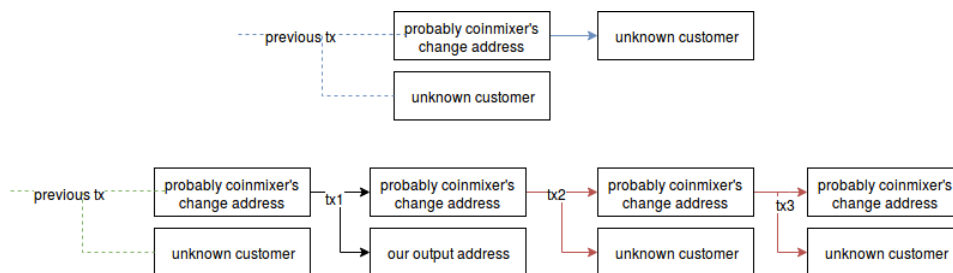 previous tx
probably coinmixer's
change address
unknown customer
unknown customer
previous tx
probably coinmixer's
change address
unknown customer
tx1
probably coinmixer's
change address
our output address
tx2
probably coinmixer's
change address
unknown customer
tx3
probably coinmixer's
change address
unknown customer